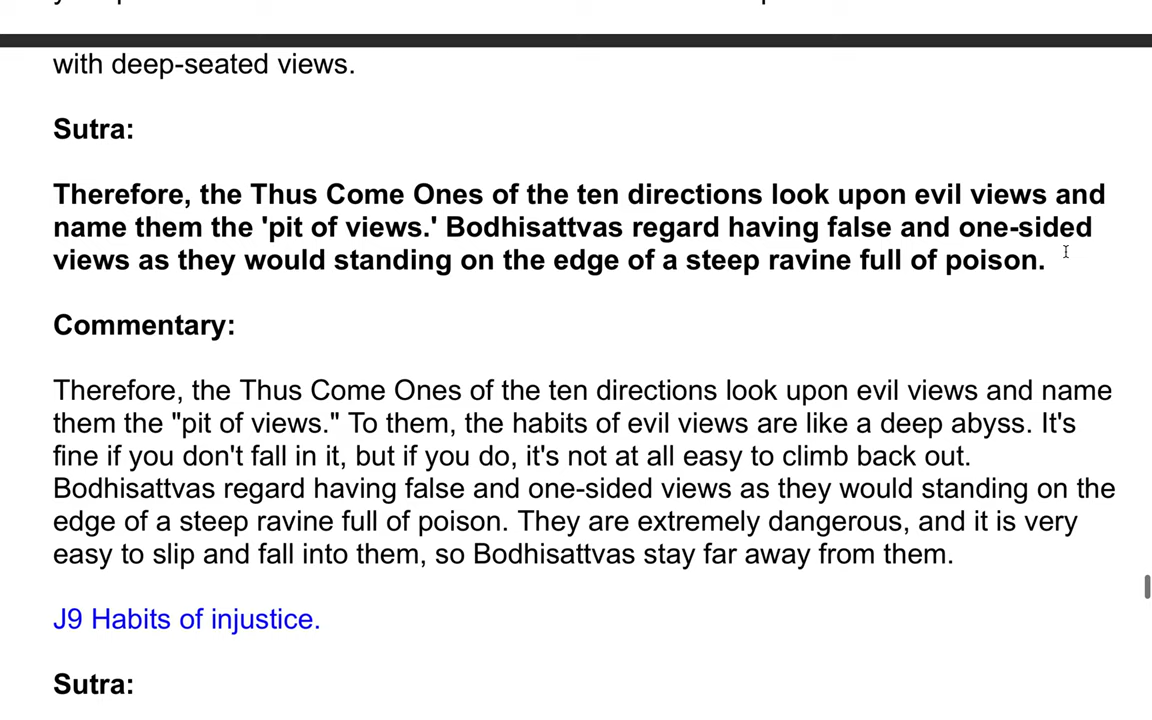 with deep-seated views.
Sutra:
Therefore, the Thus Come Ones of the ten directions look upon evil views and
name them the 'pit of views.' Bodhisattvas regard having false and one-sided
views as they would standing on the edge of a steep ravine full of poison.
Commentary:
Therefore, the Thus Come Ones of the ten directions look upon evil views and name
them the "pit of views." To them, the habits of evil views are like a deep abyss. It's
fine if you don't fall in it, but if you do, it's not at all easy to climb back out.
Bodhisattvas regard having false and one-sided views as they would standing on the
edge of a steep ravine full of poison. They are extremely dangerous, and it is very
easy to slip and fall into them, so Bodhisattvas stay far away from them.
J9 Habits of injustice.
Sutra: